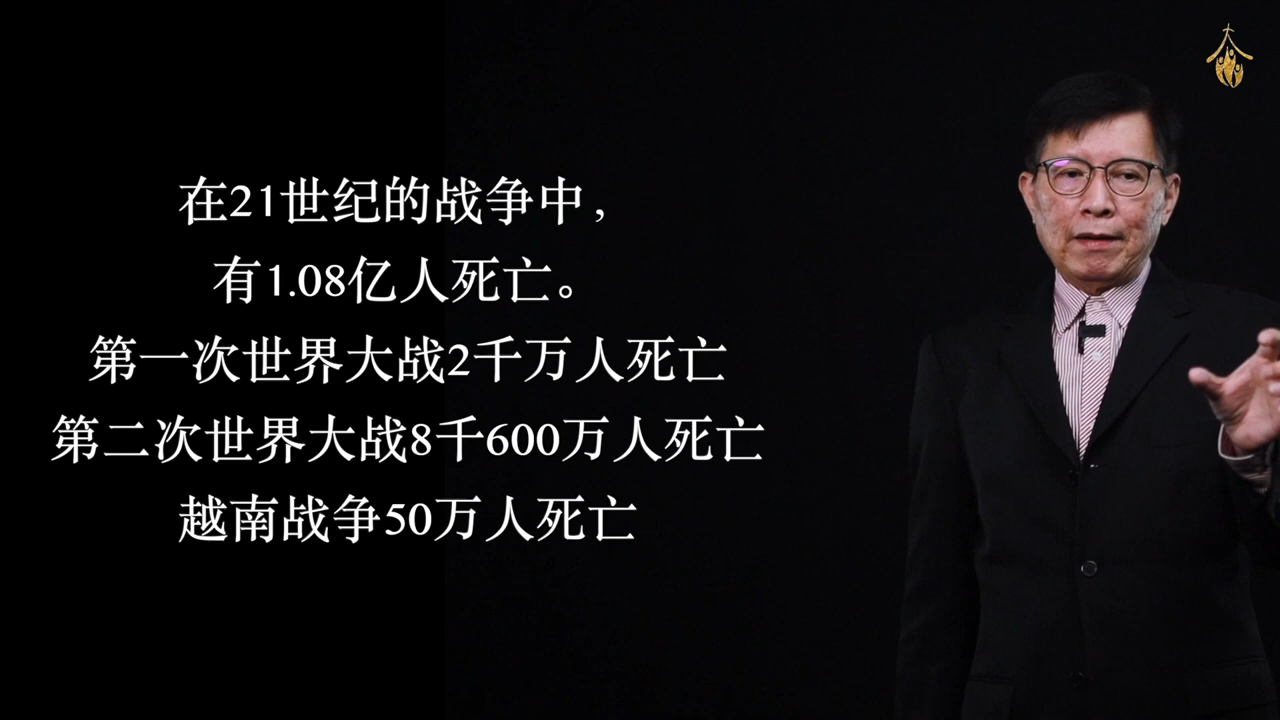 在21世纪的战争中，
有1.08亿人死亡。
第一次世界大战2千万人死亡
第二次世界大战8千600万人死亡
越南战争50万人死亡